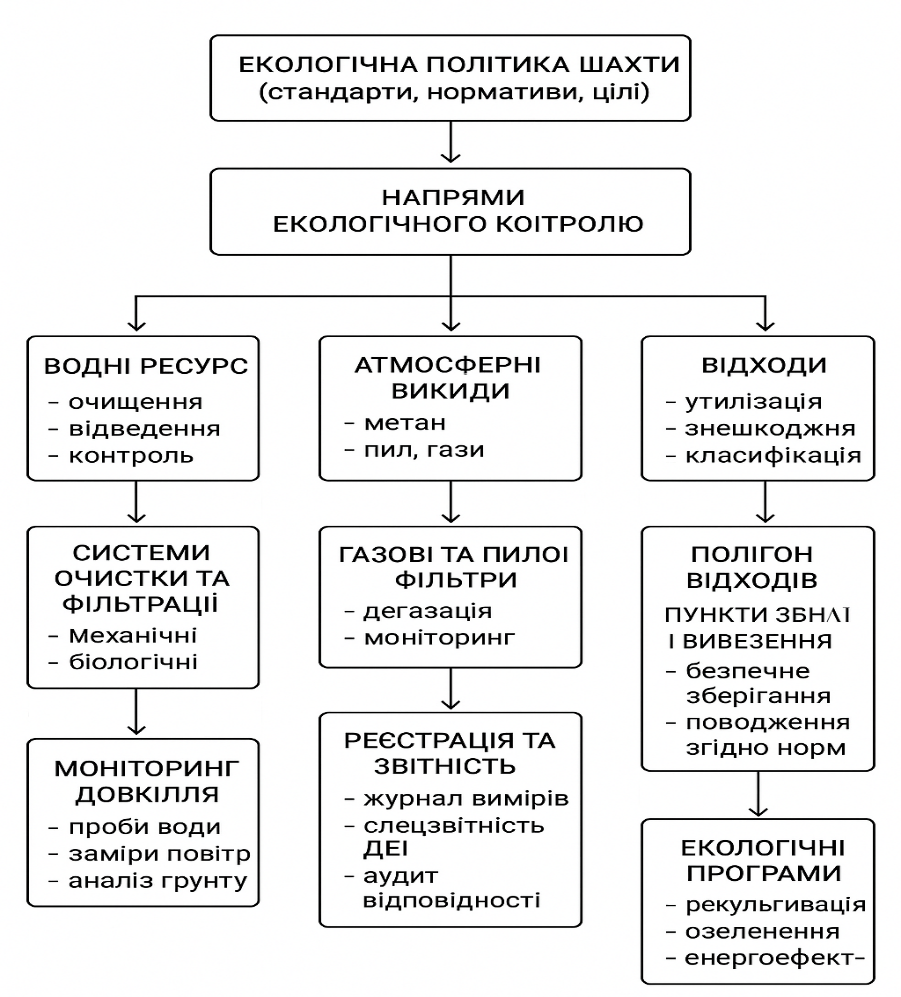 ЕКОЛОГІЧНА ПОЛІТИКА ШАХТИ
(стандарти, нормативи, цілі)
НАПРЯМИ
ЕКОЛОГІЧНОГО КОІТРОЛЮ
ВОДНІ РЕСУРС
– очищення
– відведення
– контроль
АТМОСФЕРНІ
ВИКИДИ
– метан
– пил, гази
ВІДХОДИ
– утилізація
– знешкоджня
– класифікація
СИСТЕМИ
ОЧИСТКИ ТА
ФІЛЬТРАЦІЇ
– Механічні
– біологічні
ГАЗОВІ ТА ПИЛОІ
ФІЛЬТРИ
– дегазація
– моніторинг
ПОЛІГОН
ВІДХОДІВ
ПУНКТИ
І ВИВЕЗЕННЯ
– безпечне
зберігання
– поводження
згідно норм
МОНІТОРИНГ
ДОВКІЛЛЯ
– проби води
– заміри повітр
– аналіз грунту
РЕЄСТРАЦІЯ ТА
ЗВІТНІСТЬ
– журнал вимірів
– слецзвітність
ДЕІ
– аудит
відповідності
ЕКОЛОГІЧНІ
ПРОГРАМИ
– рекульгивація
– озеленення
– енергоефект–